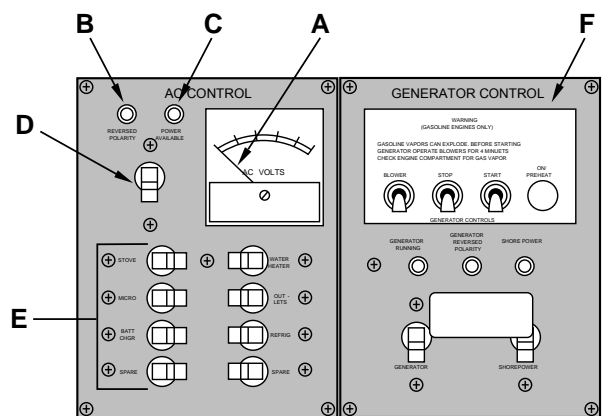 B
C
A
F
D
E
AC CONTROL
REVERSED
POLARITY
POWER
AVAILABLE
AC VOLTS
STOVE
WATER
HEATER
MICRO
OUT -
LETS
BATT
CHGR
REFRIG
SPARE
SPARE
GENERATOR CONTROL
WARNING
(GASOLINE ENGINES ONLY)
GASOLINE VAPORS CAN EXPLODE. BEFORE STARTING
GENERATOR OPERATE BLOWERS FOR 4 MINUETS
CHECK ENGINE COMPARTMENT FOR GAS VAPOR
BLOWER
STOP
START
ON/
PREHEAT
GENERATOR CONTROLS
GENERATOR
RUNNING
GENERATOR
REVERSED
POLARITY
SHORE POWER
GENERATOR
SHOREPOWER